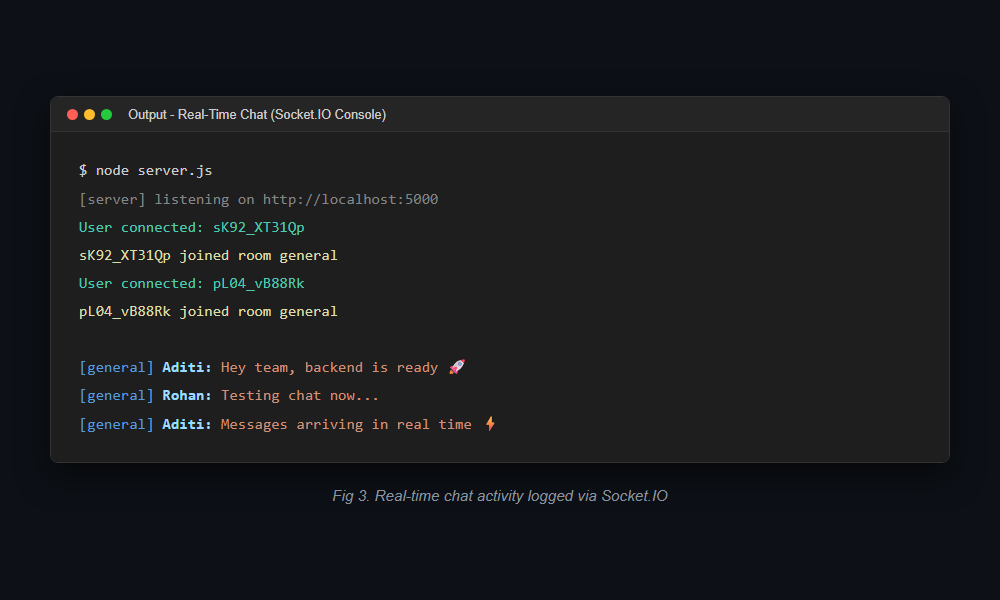 Output - Real-Time Chat (Socket.IO Console)
$ node server.js
[server] listening on http://localhost:5000
User connected: sK92_XT31Qp
sK92_XT31Qp joined room general
User connected: pL04_vB88Rk
pL04_vB88Rk joined room general
[general] Aditi: Hey team, backend is ready 🚀
[general] Rohan: Testing chat now...
[general] Aditi: Messages arriving in real time ⚡
Fig 3. Real-time chat activity logged via Socket.IO